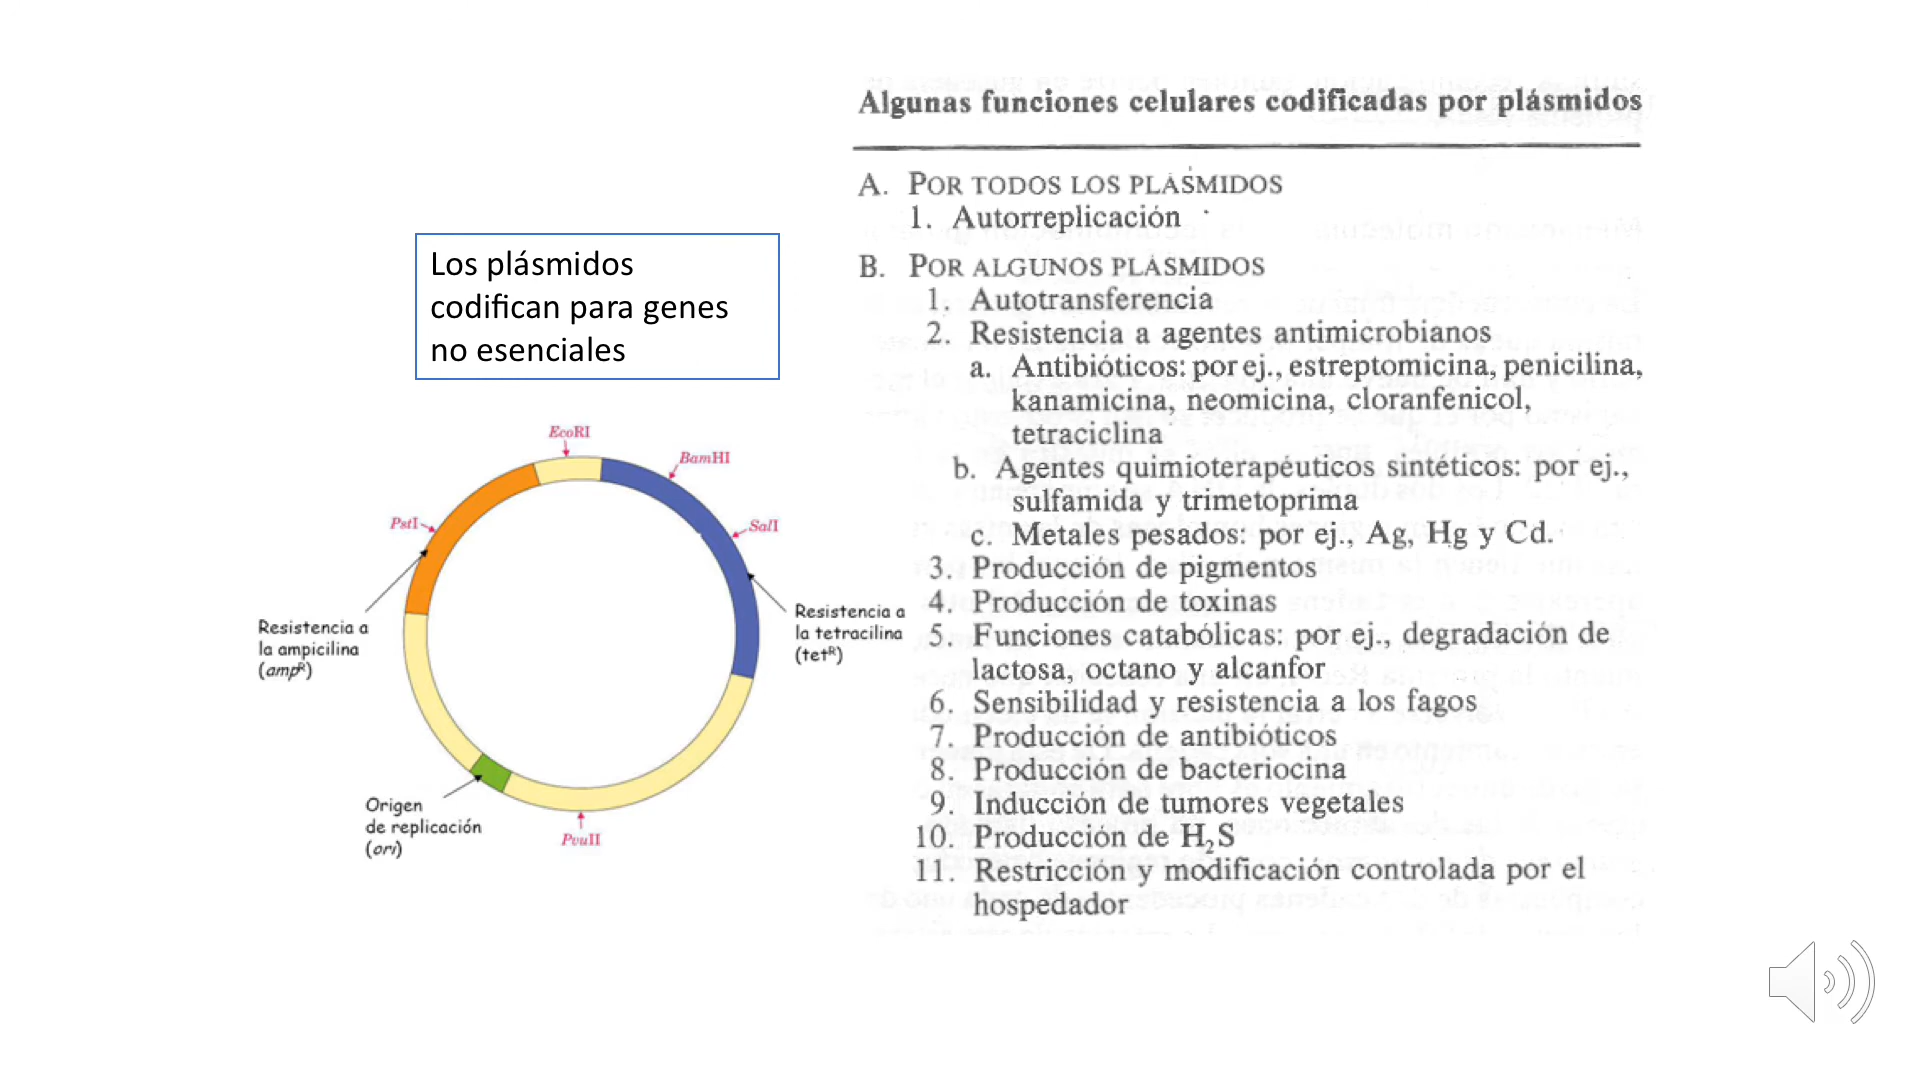 Los plásmidos
codifican para genes
no esenciales
EcoRI
BamHI
PstI
SalI
Resistencia a
la ampicilina
(ampR)
Resistencia a
la tetracilina
(tetR)
Origen
de replicación
(ori)
PvuII
Algunas funciones celulares codificadas por plásmidos
A. POR TODOS LOS PLÁSMIDOS
1. Autorreplicación
B. POR ALGUNOS PLÁSMIDOS
1. Autotransferencia
2. Resistencia a agentes antimicrobianos
a. Antibióticos: por ej., estreptomicina, penicilina,
kanamicina, neomicina, cloranfenicol,
tetraciclina
b. Agentes quimioterapéuticos sintéticos: por ej.,
sulfamida y trimetoprima
c. Metales pesados: por ej., Ag, Hg y Cd.
3. Producción de pigmentos
4. Producción de toxinas
5. Funciones catabólicas: por ej., degradación de
lactosa, octano y alcanfor
6. Sensibilidad y resistencia a los fagos
7. Producción de antibióticos
8. Producción de bacteriocina
9. Inducción de tumores vegetales
10. Producción de H2S
11. Restricción y modificación controlada por el
hospedador